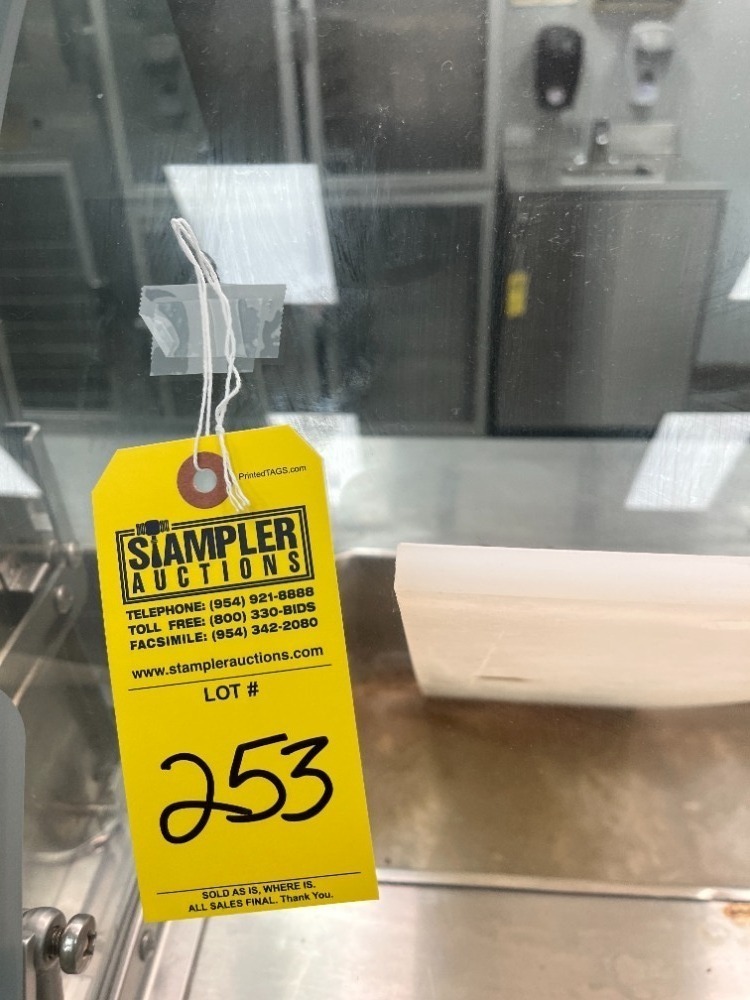 PrintedTAGS.com
STAMPLER
AUCTIONS
TELEPHONE: (954) 921-8888
TOLL FREE: (800) 330-BIDS
FACSIMILE: (954) 342-2080
www.stamplerauctions.com
LOT #
253
SOLD AS IS, WHERE IS.
ALL SALES FINAL. Thank You.